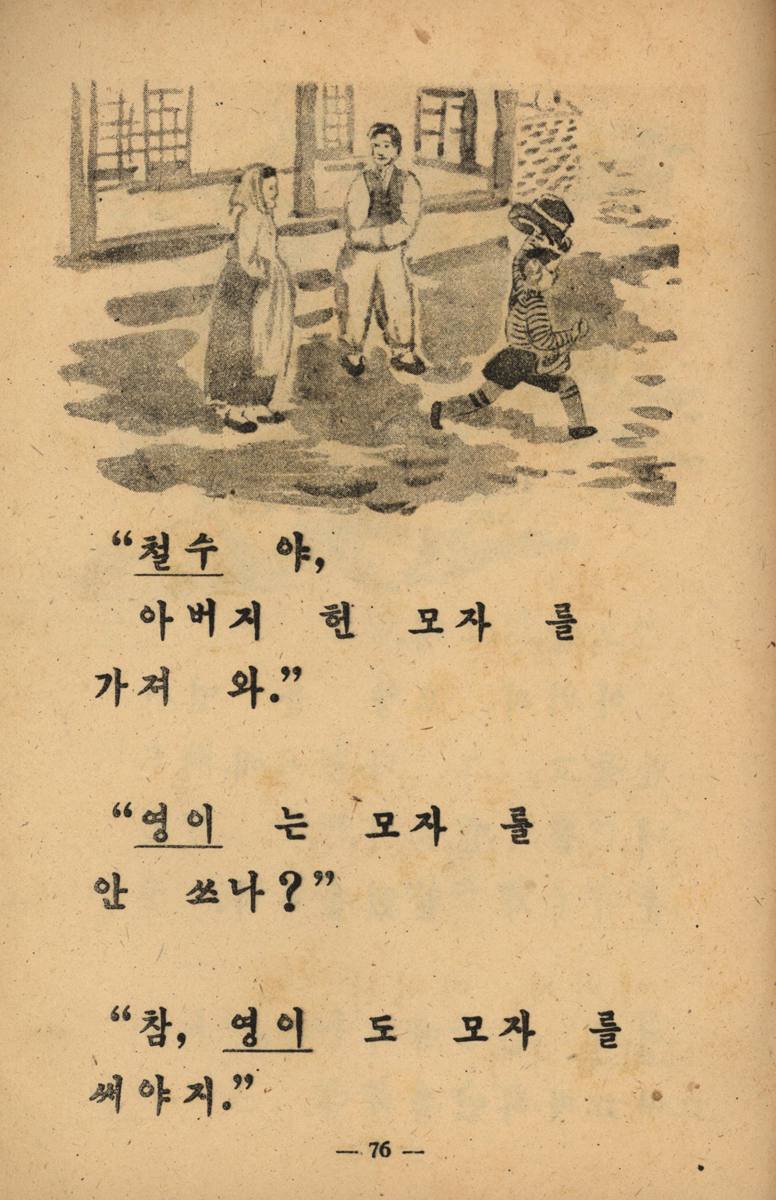 “철수 야,
아버지 헌 모자 를
가져 와.”
“영이 는 모자 를
안 쓰나?”
“참, 영이 도 모자 를
써야지.”
— 76 —